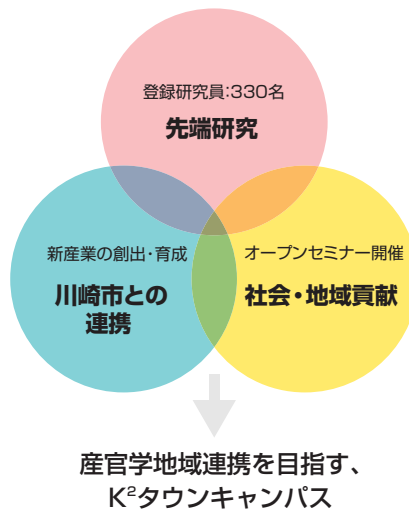 登録研究員:330名
先端研究
新産業の創出・育成
川崎市との
連携
オープンセミナー開催
社会・地域貢献
産官学地域連携を目指す、
K²タウンキャンパス